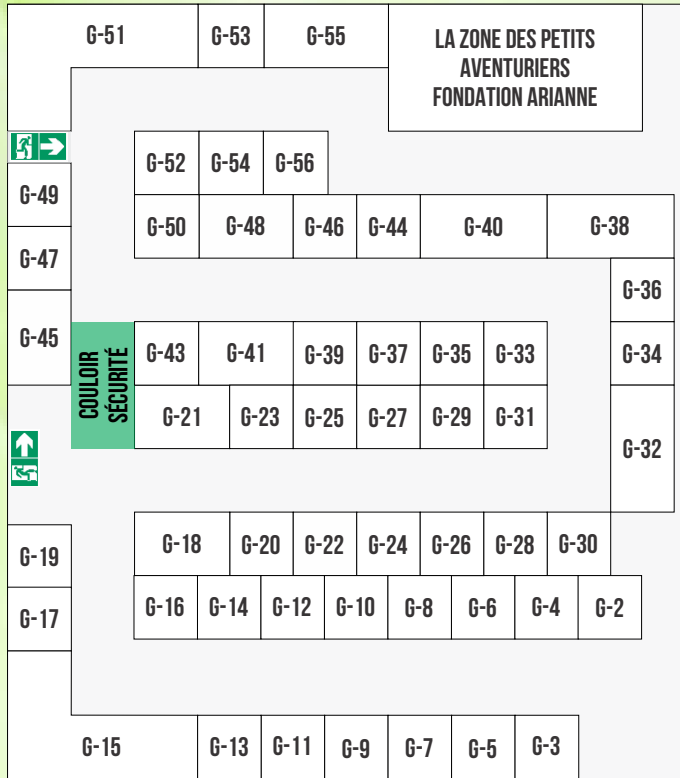 G-51
G-53
G-55
LA ZONE DES PETITS
AVENTURIERS
FONDATION ARIANNE
G-52
G-54
G-56
G-49
G-50
G-48
G-46
G-44
G-40
G-38
G-47
G-36
G-45
COULOIR
SÉCURITÉ
G-43
G-41
G-39
G-37
G-35
G-33
G-34
G-21
G-23
G-25
G-27
G-29
G-31
G-32
G-19
G-18
G-20
G-22
G-24
G-26
G-28
G-30
G-17
G-16
G-14
G-12
G-10
G-8
G-6
G-4
G-2
G-15
G-13
G-11
G-9
G-7
G-5
G-3